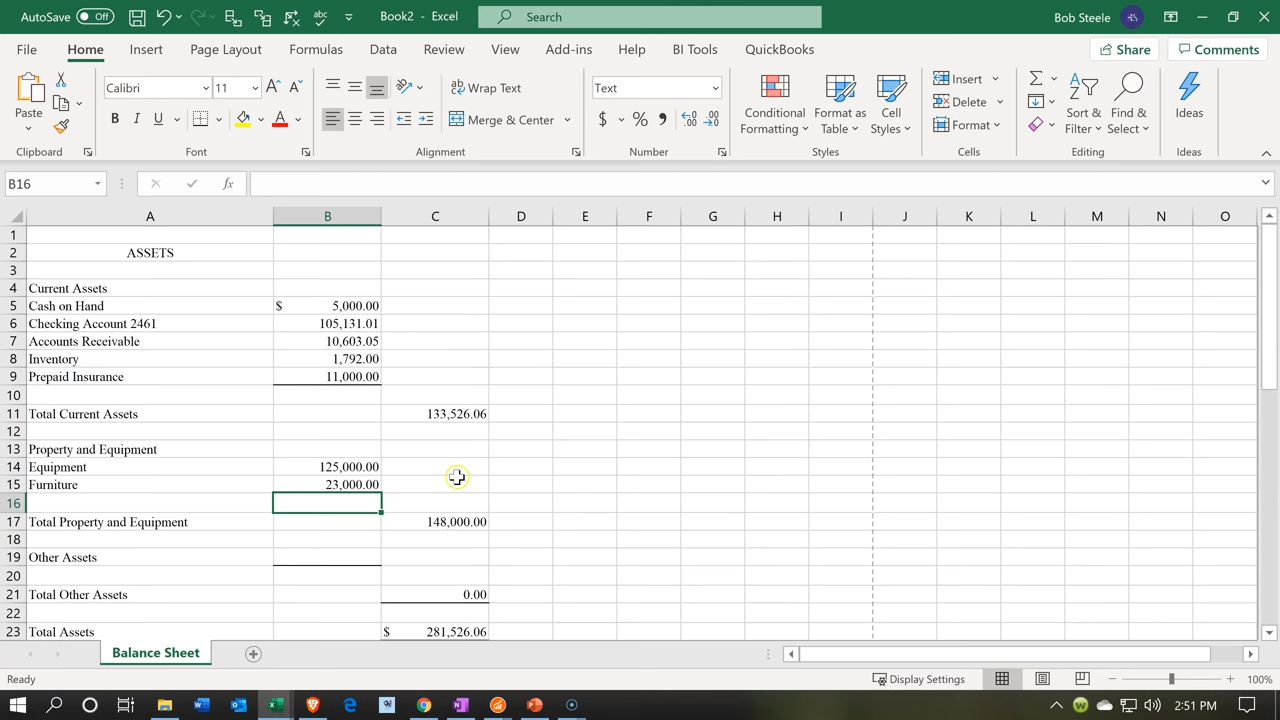 AutoSave Off Book2 - Excel Search Bob Steele BS
File Home Insert Page Layout Formulas Data Review View Add-ins Help BI Tools QuickBooks Share Comments
Paste Calibri 11 Wrap Text Text Conditional Formatting Format as Table Cell Styles Insert Sort & Filter Find & Select Ideas
B I U Merge & Center $ % Delete
Format
Clipboard Font Alignment Number Styles Cells Editing Ideas
B16 fx
A B C D E F G H I J K L M N O
1
2 ASSETS
3
4 Current Assets
5 Cash on Hand $ 5,000.00
6 Checking Account 2461 105,131.01
7 Accounts Receivable 10,603.05
8 Inventory 1,792.00
9 Prepaid Insurance 11,000.00
10
11 Total Current Assets 133,526.06
12
13 Property and Equipment
14 Equipment 125,000.00
15 Furniture 23,000.00
16
17 Total Property and Equipment 148,000.00
18
19 Other Assets
20
21 Total Other Assets 0.00
22
23 Total Assets $ 281,526.06
Balance Sheet
Ready Display Settings 100%
2:51 PM